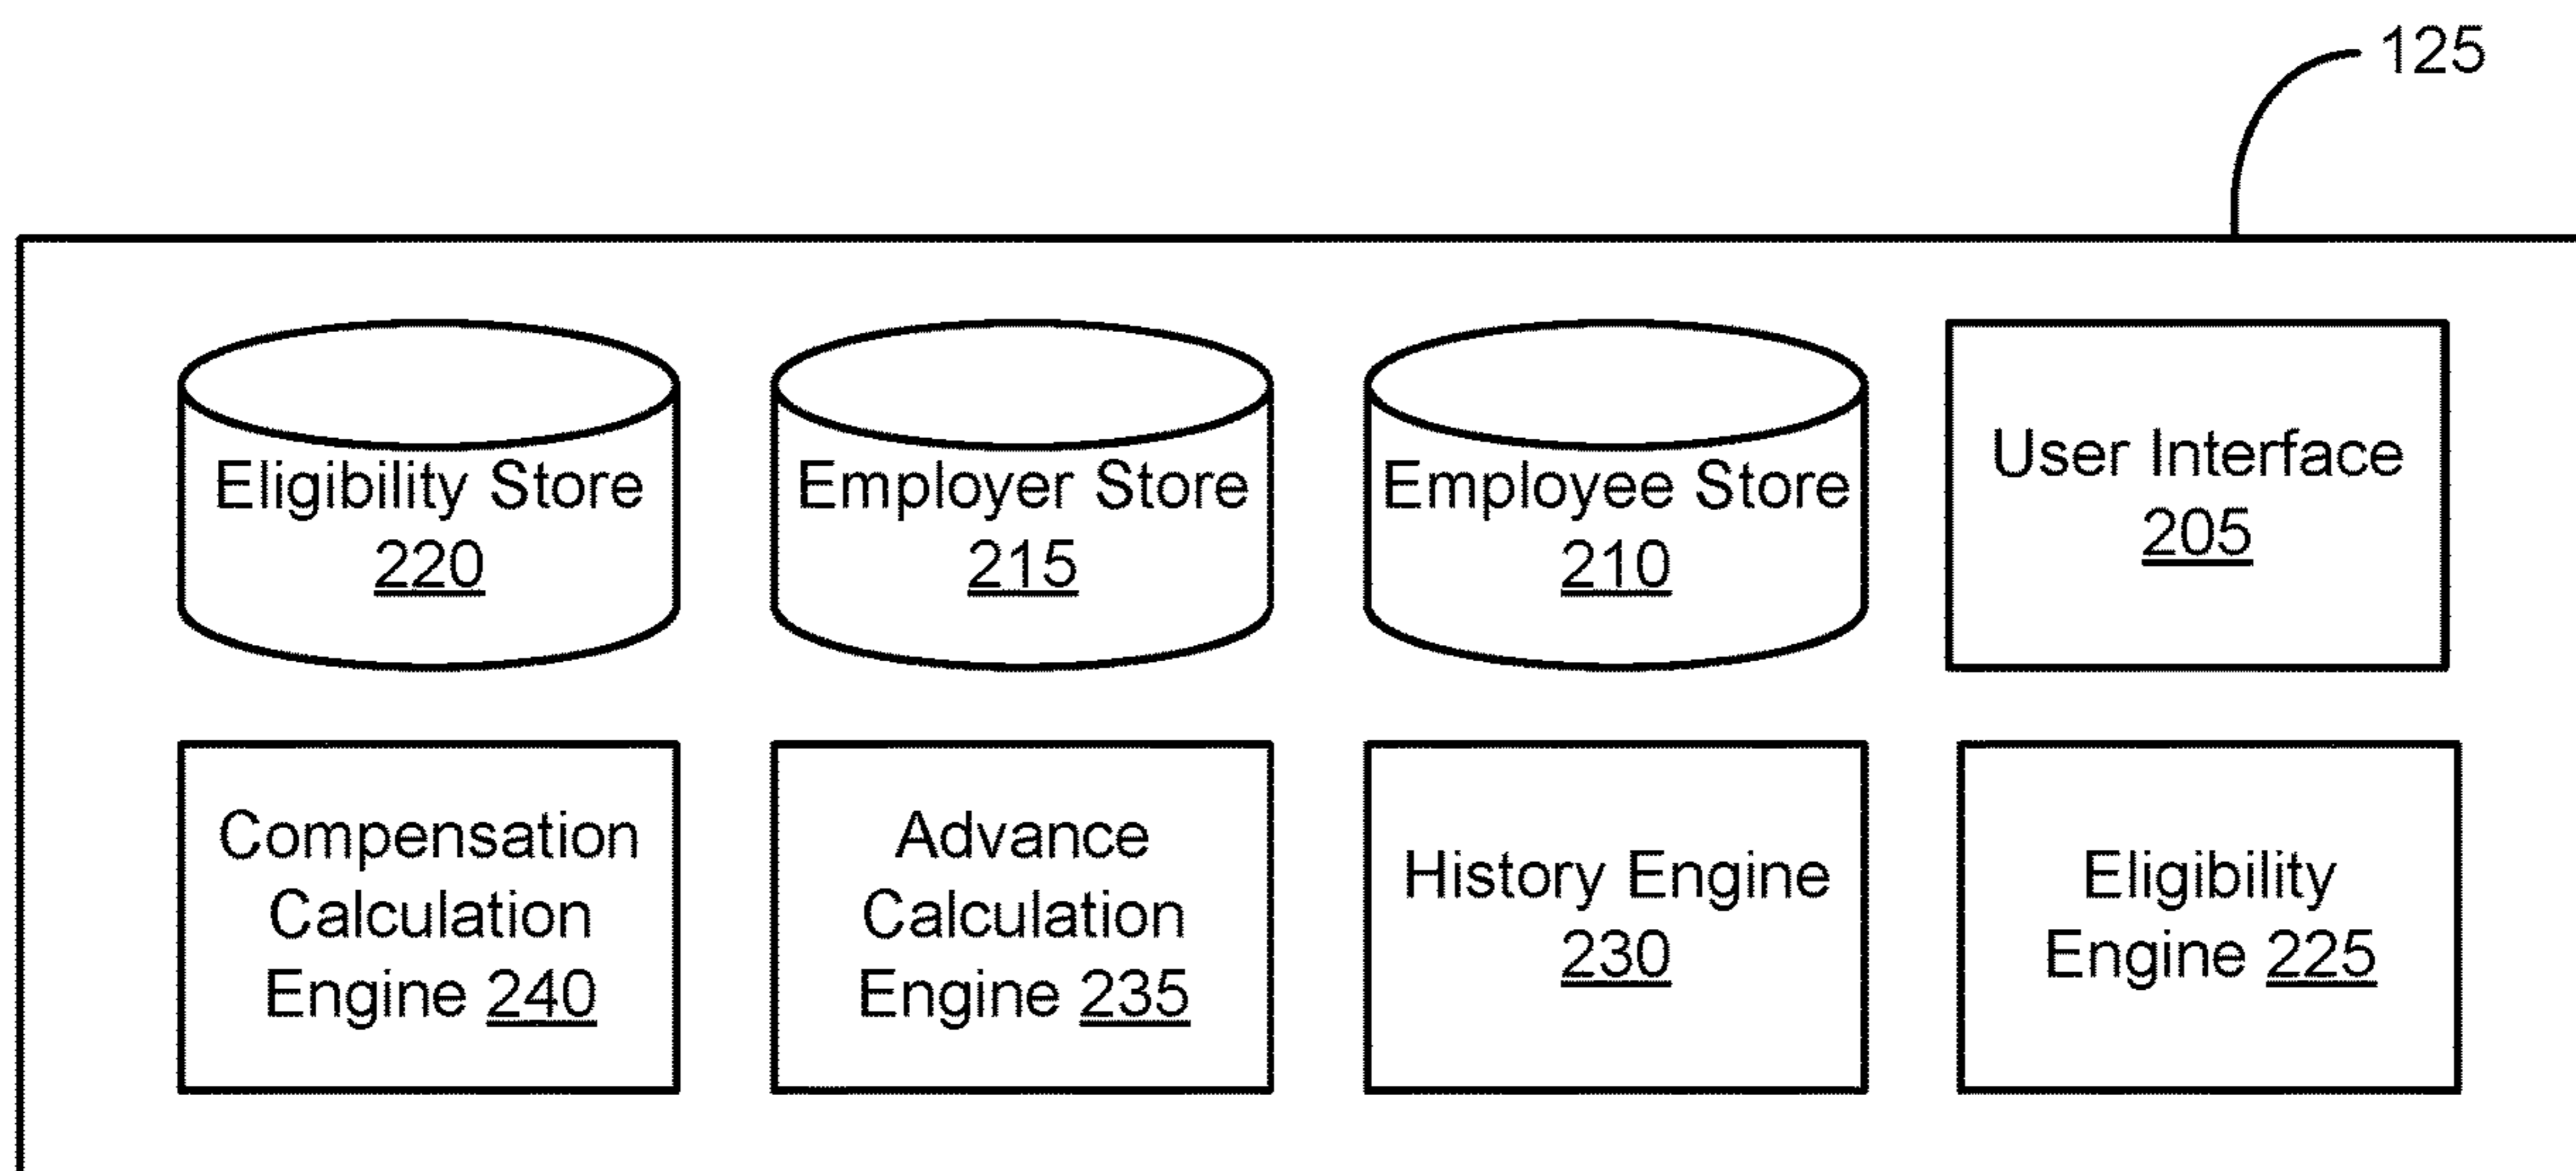 125
Eligibility Store
220
Employer Store
215
Employee Store
210
User Interface
205
Compensation
Calculation
Engine 240
Advance
Calculation
Engine 235
History Engine
230
Eligibility
Engine 225